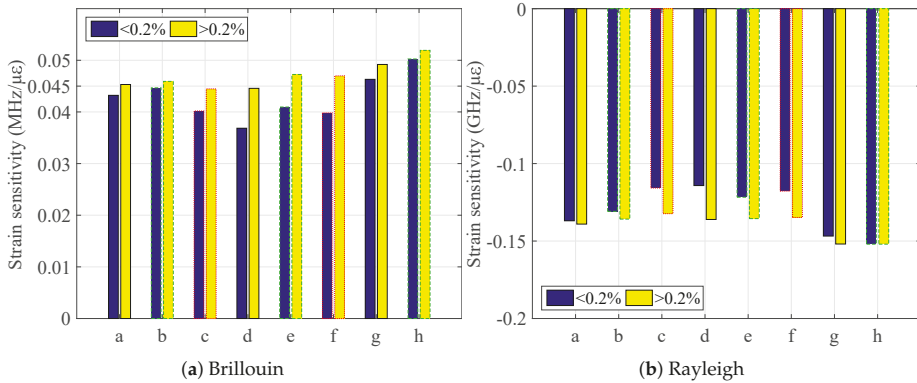 <0.2% >0.2%
Strain sensitivity (MHz/με)
0.05
0.045
0.04
0.03
0.02
0.01
0
a b c d e f g h
(a) Brillouin
Strain sensitivity (GHz/με)
0
-0.05
-0.1
-0.15
-0.2
<0.2% >0.2%
a b c d e f g h
(b) Rayleigh